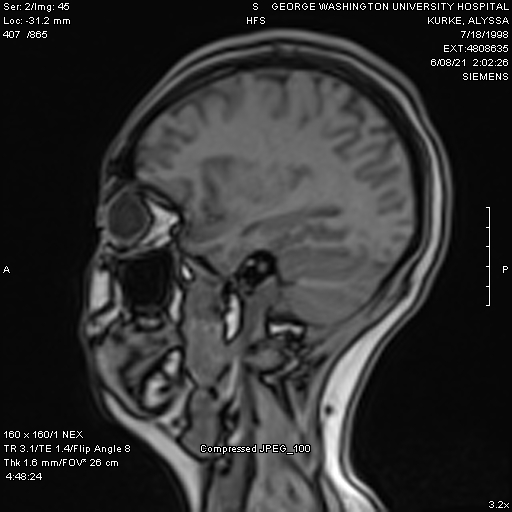 Ser: 2/Img: 45
Loc: -31.2 mm
407 /865
S
HFS
GEORGE WASHINGTON UNIVERSITY HOSPITAL
KURKE, ALYSSA
7/18/1998
EXT:4808635
6/08/21 2:02:26
SIEMENS
A
P
160 x 160/1 NEX
TR 3.1/TE 1.4/Flip Angle 8
Thk 1.6 mm/FOV* 26 cm
4:48:24
Compressed JPEG_100
3.2x